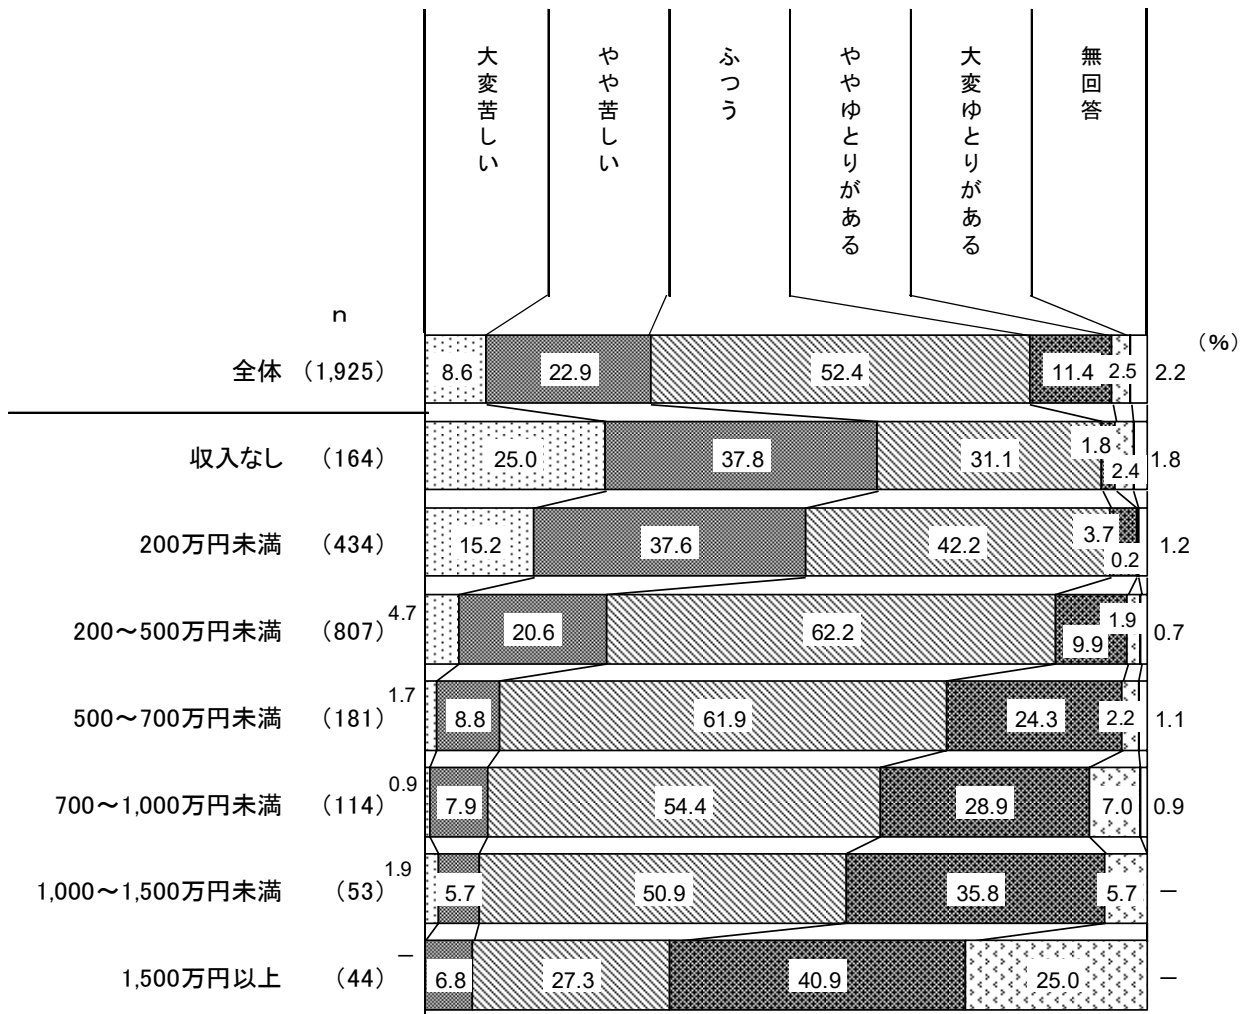 大変苦しい
やや苦しい
ふつう
ややゆとりがある
大変ゆとりがある
無回答
n
(%)
全体 (1,925) 8.6 22.9 52.4 11.4 2.5 2.2
収入なし (164) 25.0 37.8 31.1 1.8 2.4 1.8
200万円未満 (434) 15.2 37.6 42.2 3.7 0.2 1.2
200～500万円未満 (807) 4.7 20.6 62.2 9.9 1.9 0.7
500～700万円未満 (181) 1.7 8.8 61.9 24.3 2.2 1.1
700～1,000万円未満 (114) 0.9 7.9 54.4 28.9 7.0 0.9
1,000～1,500万円未満 (53) 1.9 5.7 50.9 35.8 5.7 －
1,500万円以上 (44) － 6.8 27.3 40.9 25.0 －